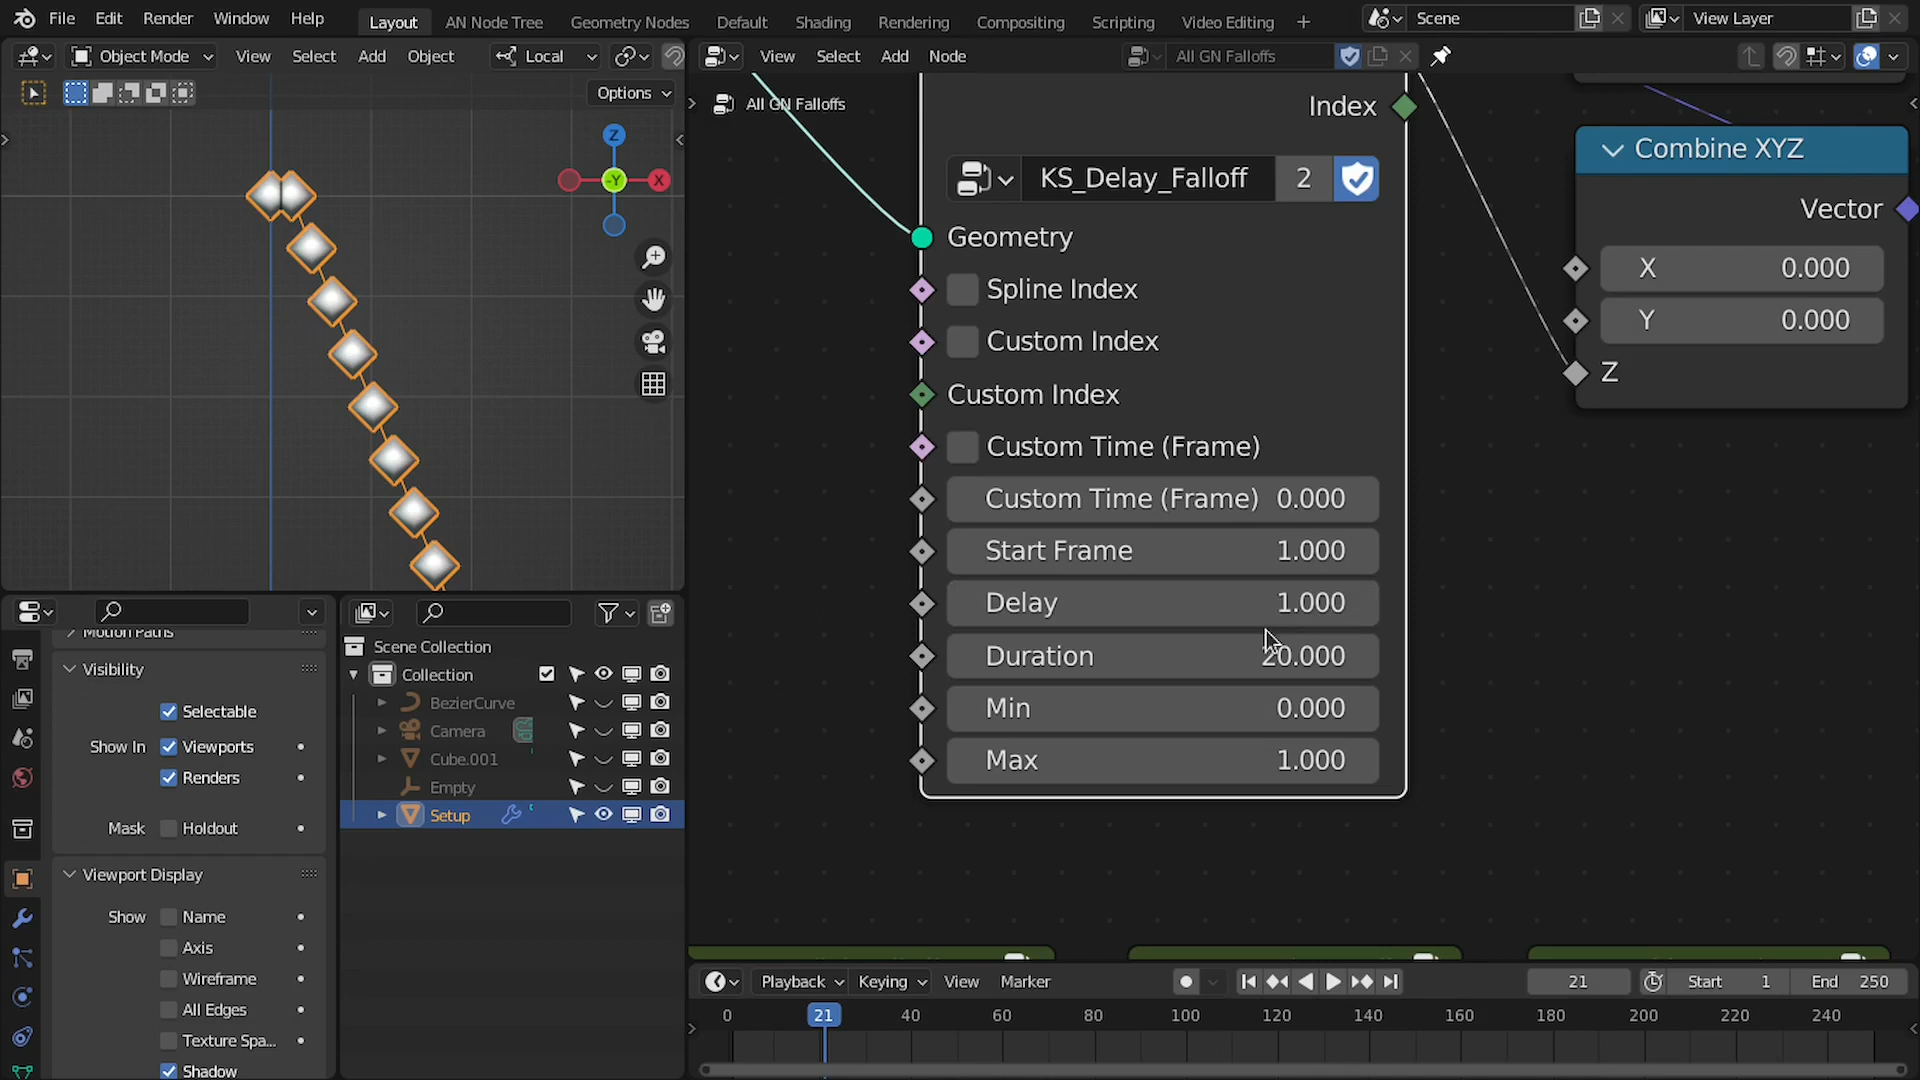 File Edit Render Window Help Layout AN Node Tree Geometry Nodes Default Shading Rendering Compositing Scripting Video Editing + Scene View Layer
Object Mode View Select Add Object Local
View Select Add Node All GN Falloffs
Options
All GN Falloffs
Z
-Y
X
Index
KS_Delay_Falloff 2
Geometry
Spline Index
Custom Index
Custom Index
Custom Time (Frame)
Custom Time (Frame) 0.000
Start Frame 1.000
Delay 1.000
Duration 20.000
Min 0.000
Max 1.000
Combine XYZ
Vector
X 0.000
Y 0.000
Z
Motion Paths
Visibility
Selectable
Show In Viewports
Renders
Mask Holdout
Viewport Display
Show Name
Axis
Wireframe
All Edges
Texture Spa...
Shadow
Scene Collection
Collection
BezierCurve
Camera
Cube.001
Empty
Setup
Playback Keying View Marker 21 Start 1 End 250
0 21 40 60 80 100 120 140 160 180 200 220 240